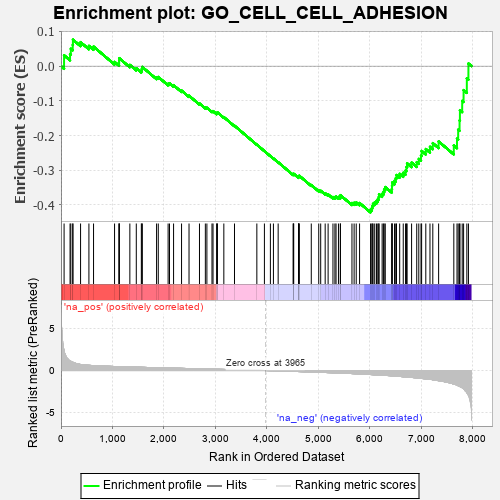 Enrichment plot: GO_CELL_CELL_ADHESION
Enrichment score (ES)
0.1
0.0
-0.1
-0.2
-0.3
-0.4
'na_pos' (positively correlated)
Ranked list metric (PreRanked)
5
0
-5
Zero cross at 3965
'na_neg' (negatively correlated)
0
1,000
2,000
3,000
4,000
5,000
6,000
7,000
8,000
Rank in Ordered Dataset
Enrichment profile
Hits
Ranking metric scores